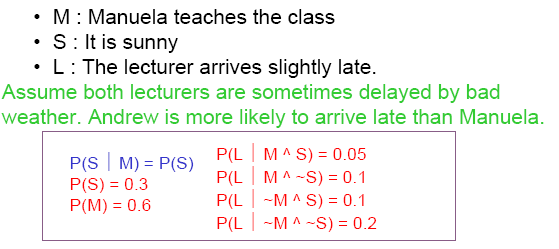 • M : Manuela teaches the class
• S : It is sunny
• L : The lecturer arrives slightly late.
Assume both lecturers are sometimes delayed by bad
weather. Andrew is more likely to arrive late than Manuela.
P(S | M) = P(S)
P(S) = 0.3
P(M) = 0.6
P(L | M ^ S) = 0.05
P(L | M ^ ~S) = 0.1
P(L | ~M ^ S) = 0.1
P(L | ~M ^ ~S) = 0.2